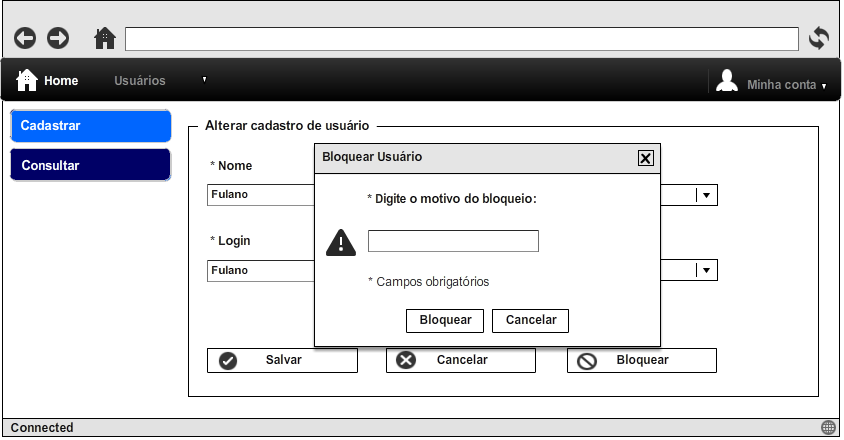 Home
Usuários
Minha conta
Cadastrar
Consultar
Alterar cadastro de usuário
* Nome
Fulano
* Login
Fulano
Bloquear Usuário
* Digite o motivo do bloqueio:
* Campos obrigatórios
Bloquear
Cancelar
Salvar
Cancelar
Bloquear
Connected